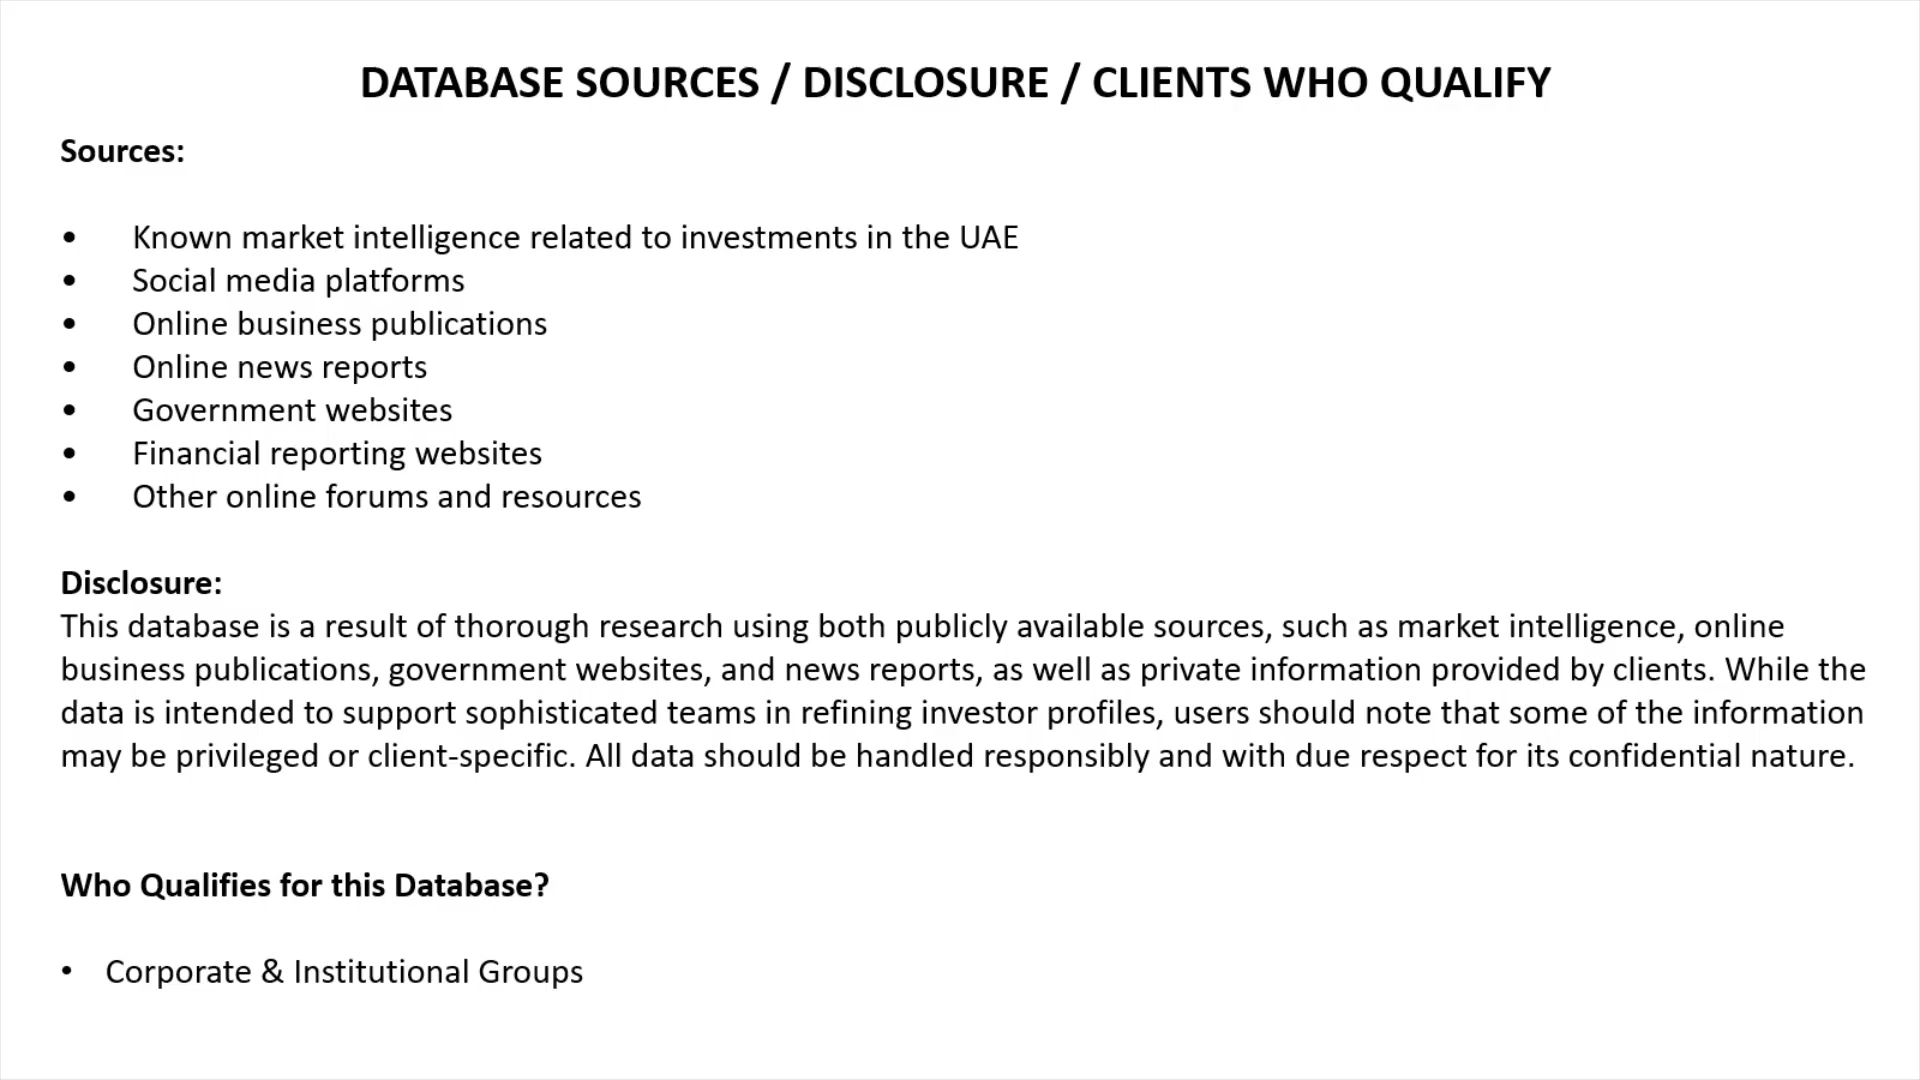 DATABASE SOURCES / DISCLOSURE / CLIENTS WHO QUALIFY
Sources:
• Known market intelligence related to investments in the UAE
• Social media platforms
• Online business publications
• Online news reports
• Government websites
• Financial reporting websites
• Other online forums and resources
Disclosure:
This database is a result of thorough research using both publicly available sources, such as market intelligence, online
business publications, government websites, and news reports, as well as private information provided by clients. While the
data is intended to support sophisticated teams in refining investor profiles, users should note that some of the information
may be privileged or client-specific. All data should be handled responsibly and with due respect for its confidential nature.
Who Qualifies for this Database?
• Corporate & Institutional Groups